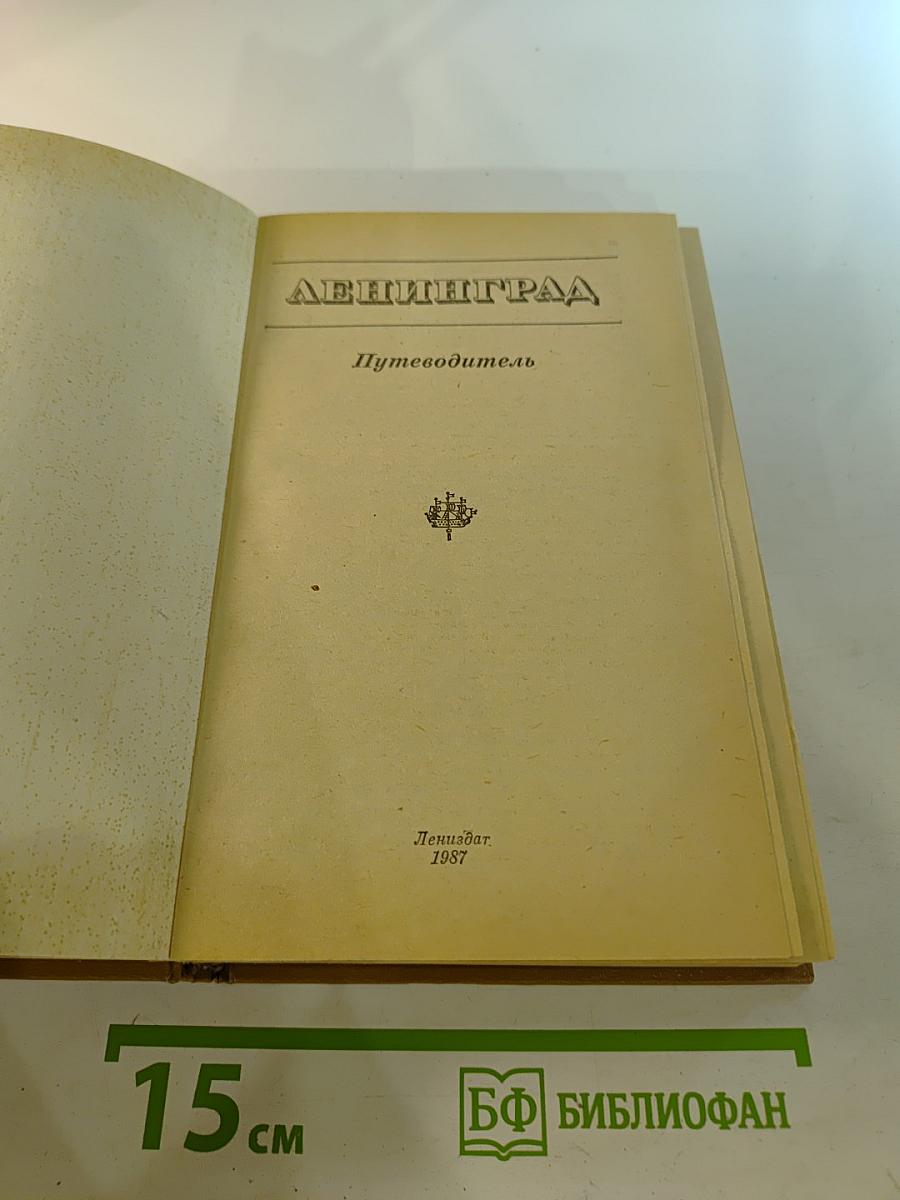 ЛЕНИНГРАД
Путеводитель
Лениздат
1987
15 см
БФ БИБЛИОФАН